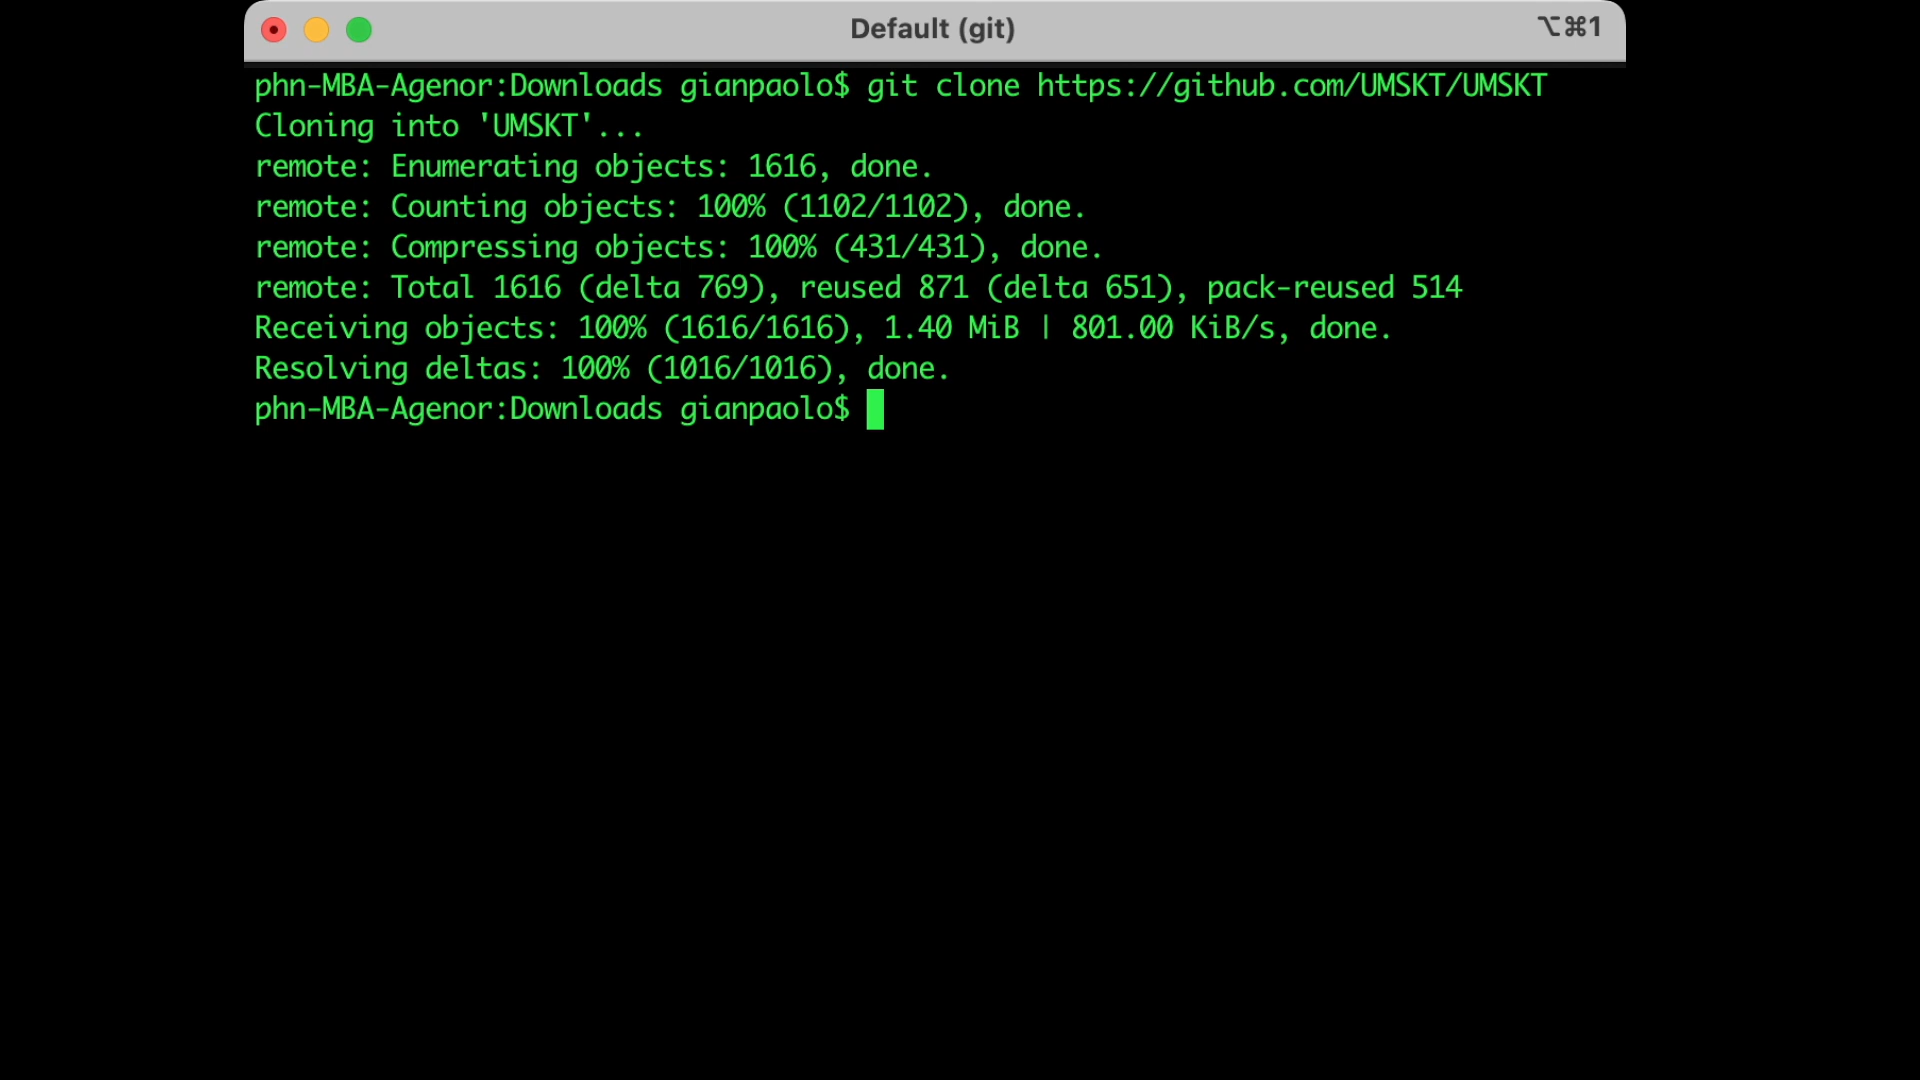 Default (git)
⌥⌘1
phn-MBA-Agenor:Downloads gianpaolo$ git clone https://github.com/UMSKT/UMSKT
Cloning into 'UMSKT'...
remote: Enumerating objects: 1616, done.
remote: Counting objects: 100% (1102/1102), done.
remote: Compressing objects: 100% (431/431), done.
remote: Total 1616 (delta 769), reused 871 (delta 651), pack-reused 514
Receiving objects: 100% (1616/1616), 1.40 MiB | 801.00 KiB/s, done.
Resolving deltas: 100% (1016/1016), done.
phn-MBA-Agenor:Downloads gianpaolo$